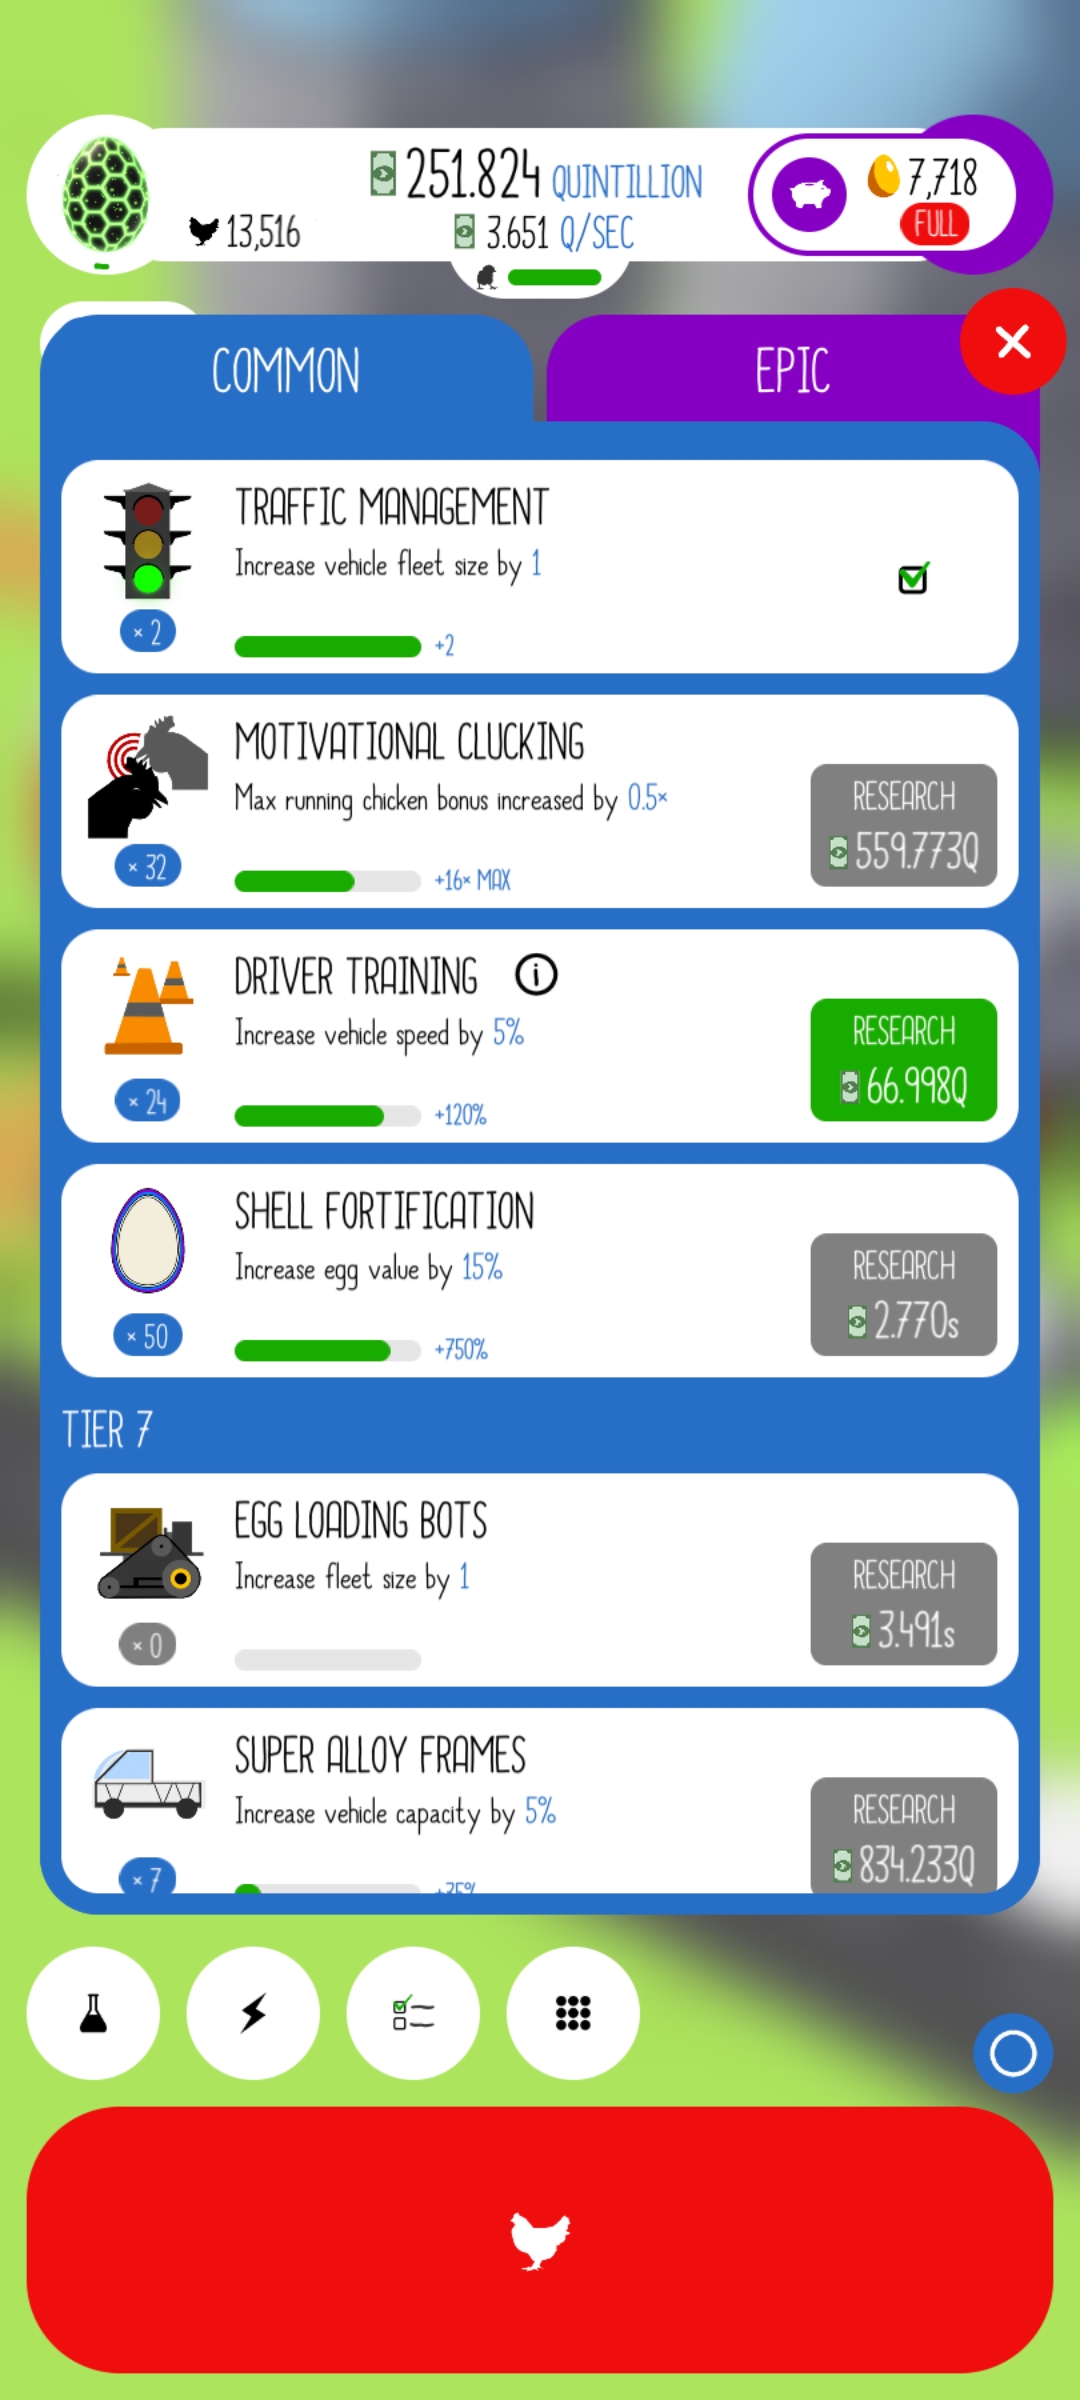 251.824 QUINTILLION
13,516
3.651 Q/SEC
7,718
FULL
COMMON
EPIC
TRAFFIC MANAGEMENT
Increase vehicle fleet size by 1
× 2
+2
MOTIVATIONAL CLUCKING
Max running chicken bonus increased by 0.5×
× 32
+16× MAX
RESEARCH
559.773Q
DRIVER TRAINING i
Increase vehicle speed by 5%
× 24
+120%
RESEARCH
66.998Q
SHELL FORTIFICATION
Increase egg value by 15%
× 50
+750%
RESEARCH
2.770s
TIER 7
EGG LOADING BOTS
Increase fleet size by 1
× 0
RESEARCH
3.491s
SUPER ALLOY FRAMES
Increase vehicle capacity by 5%
× 7
+35%
RESEARCH
834.233Q